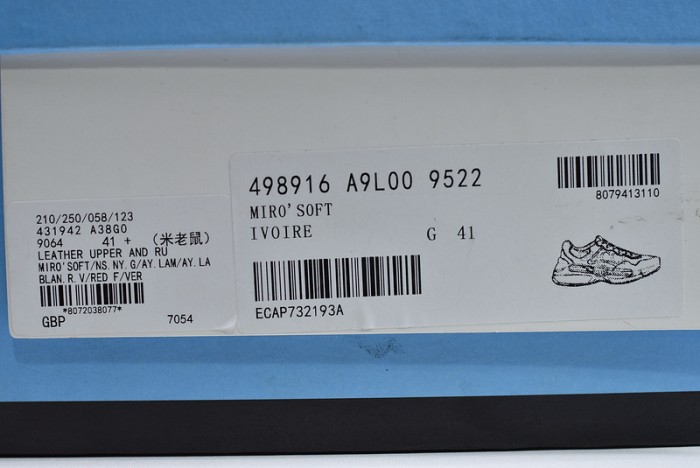 210/250/058/123
431942 A38G0
9064 41 + （米老鼠）
LEATHER UPPER AND RU
MIRO'SOFT/NS.NY.G/AY.LAM/AY.LA
BLAN.R.V/RED F/VER
*8072038077*
GBP 7054
498916 A9L00 9522
MIRO'SOFT
IVOIRE G 41
ECAP732193A
8079413110